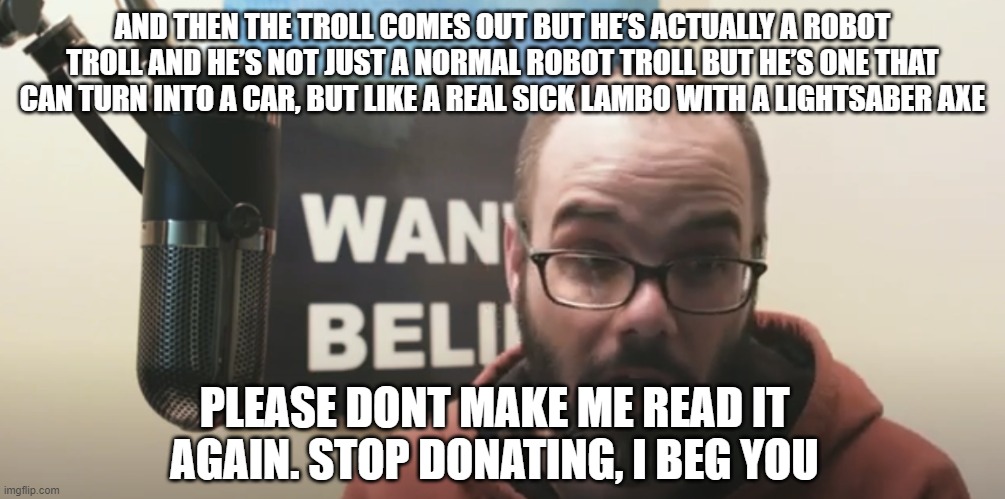 AND THEN THE TROLL COMES OUT BUT HE'S ACTUALLY A ROBOT
TROLL AND HE'S NOT JUST A NORMAL ROBOT TROLL BUT HE'S ONE THAT
CAN TURN INTO A CAR, BUT LIKE A REAL SICK LAMBO WITH A LIGHTSABER AXE
WAN
BELI
PLEASE DONT MAKE ME READ IT
AGAIN. STOP DONATING, I BEG YOU
imgflip.com